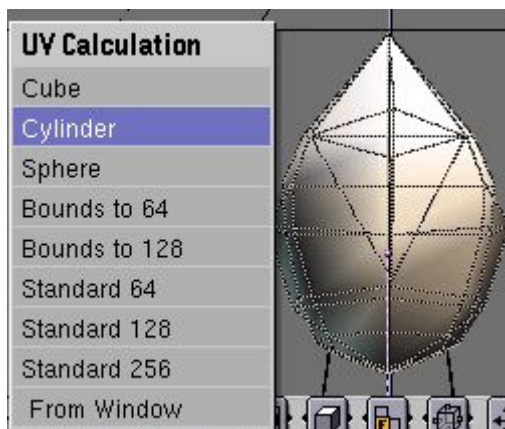 UV Calculation
Cube
Cylinder
Sphere
Bounds to 64
Bounds to 128
Standard 64
Standard 128
Standard 256
From Window
F